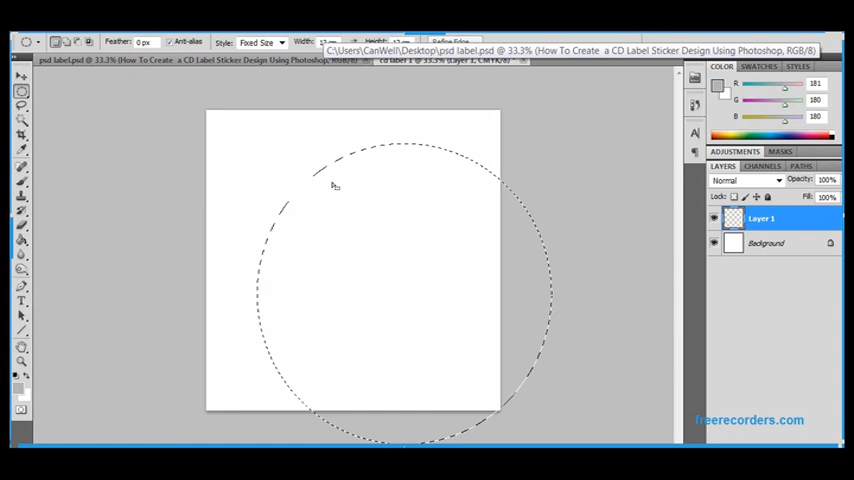 Feather: 0 px Anti-alias Style: Fixed Size Width: Height: Refine Edge...
C:\Users\CanWell\Desktop\psd label.psd @ 33.3% (How To Create a CD Label Sticker Design Using Photoshop, RGB/8)
psd label.psd @ 33.3% (How To Create a CD Label Sticker Design Using Photoshop, RGB/8)
cd label 1 @ 33.3% (Layer 1, CMYK/8) *
COLOR SWATCHES STYLES
R 181
G 180
B 180
ADJUSTMENTS MASKS
LAYERS CHANNELS PATHS
Normal Opacity: 100%
Lock: Fill: 100%
Layer 1
Background
freerecorders.com